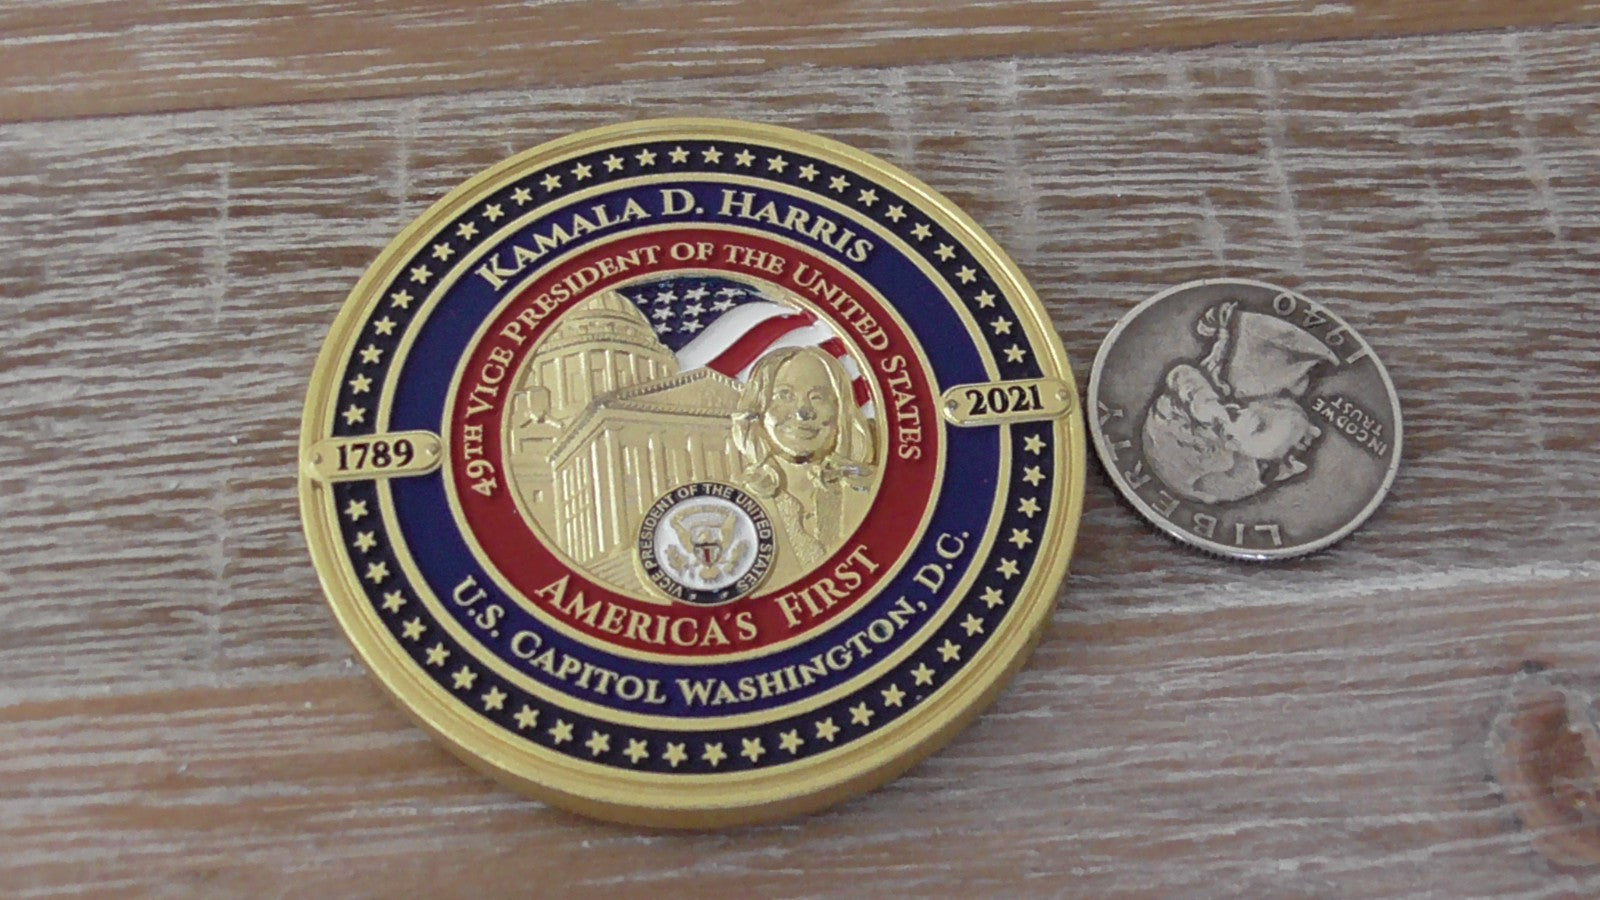 KAMALA D. HARRIS
49TH VICE PRESIDENT OF THE UNITED STATES
1789
2021
VICE PRESIDENT OF THE UNITED STATES
AMERICA'S FIRST
U.S. CAPITOL WASHINGTON, D.C.
LIBERTY
IN GOD WE
TRUST
1940